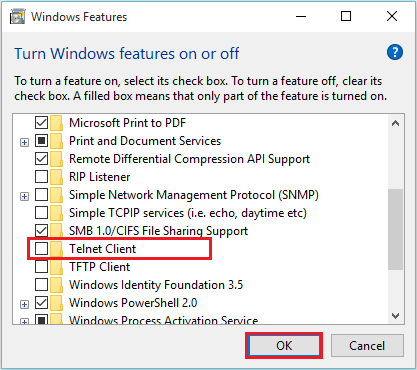 Windows Features
Turn Windows features on or off
?
To turn a feature on, select its check box. To turn a feature off, clear its
check box. A filled box means that only part of the feature is turned on.
Microsoft Print to PDF
Print and Document Services
Remote Differential Compression API Support
RIP Listener
Simple Network Management Protocol (SNMP)
Simple TCPIP services (i.e. echo, daytime etc)
SMB 1.0/CIFS File Sharing Support
Telnet Client
TFTP Client
Windows Identity Foundation 3.5
Windows PowerShell 2.0
Windows Process Activation Service
OK
Cancel